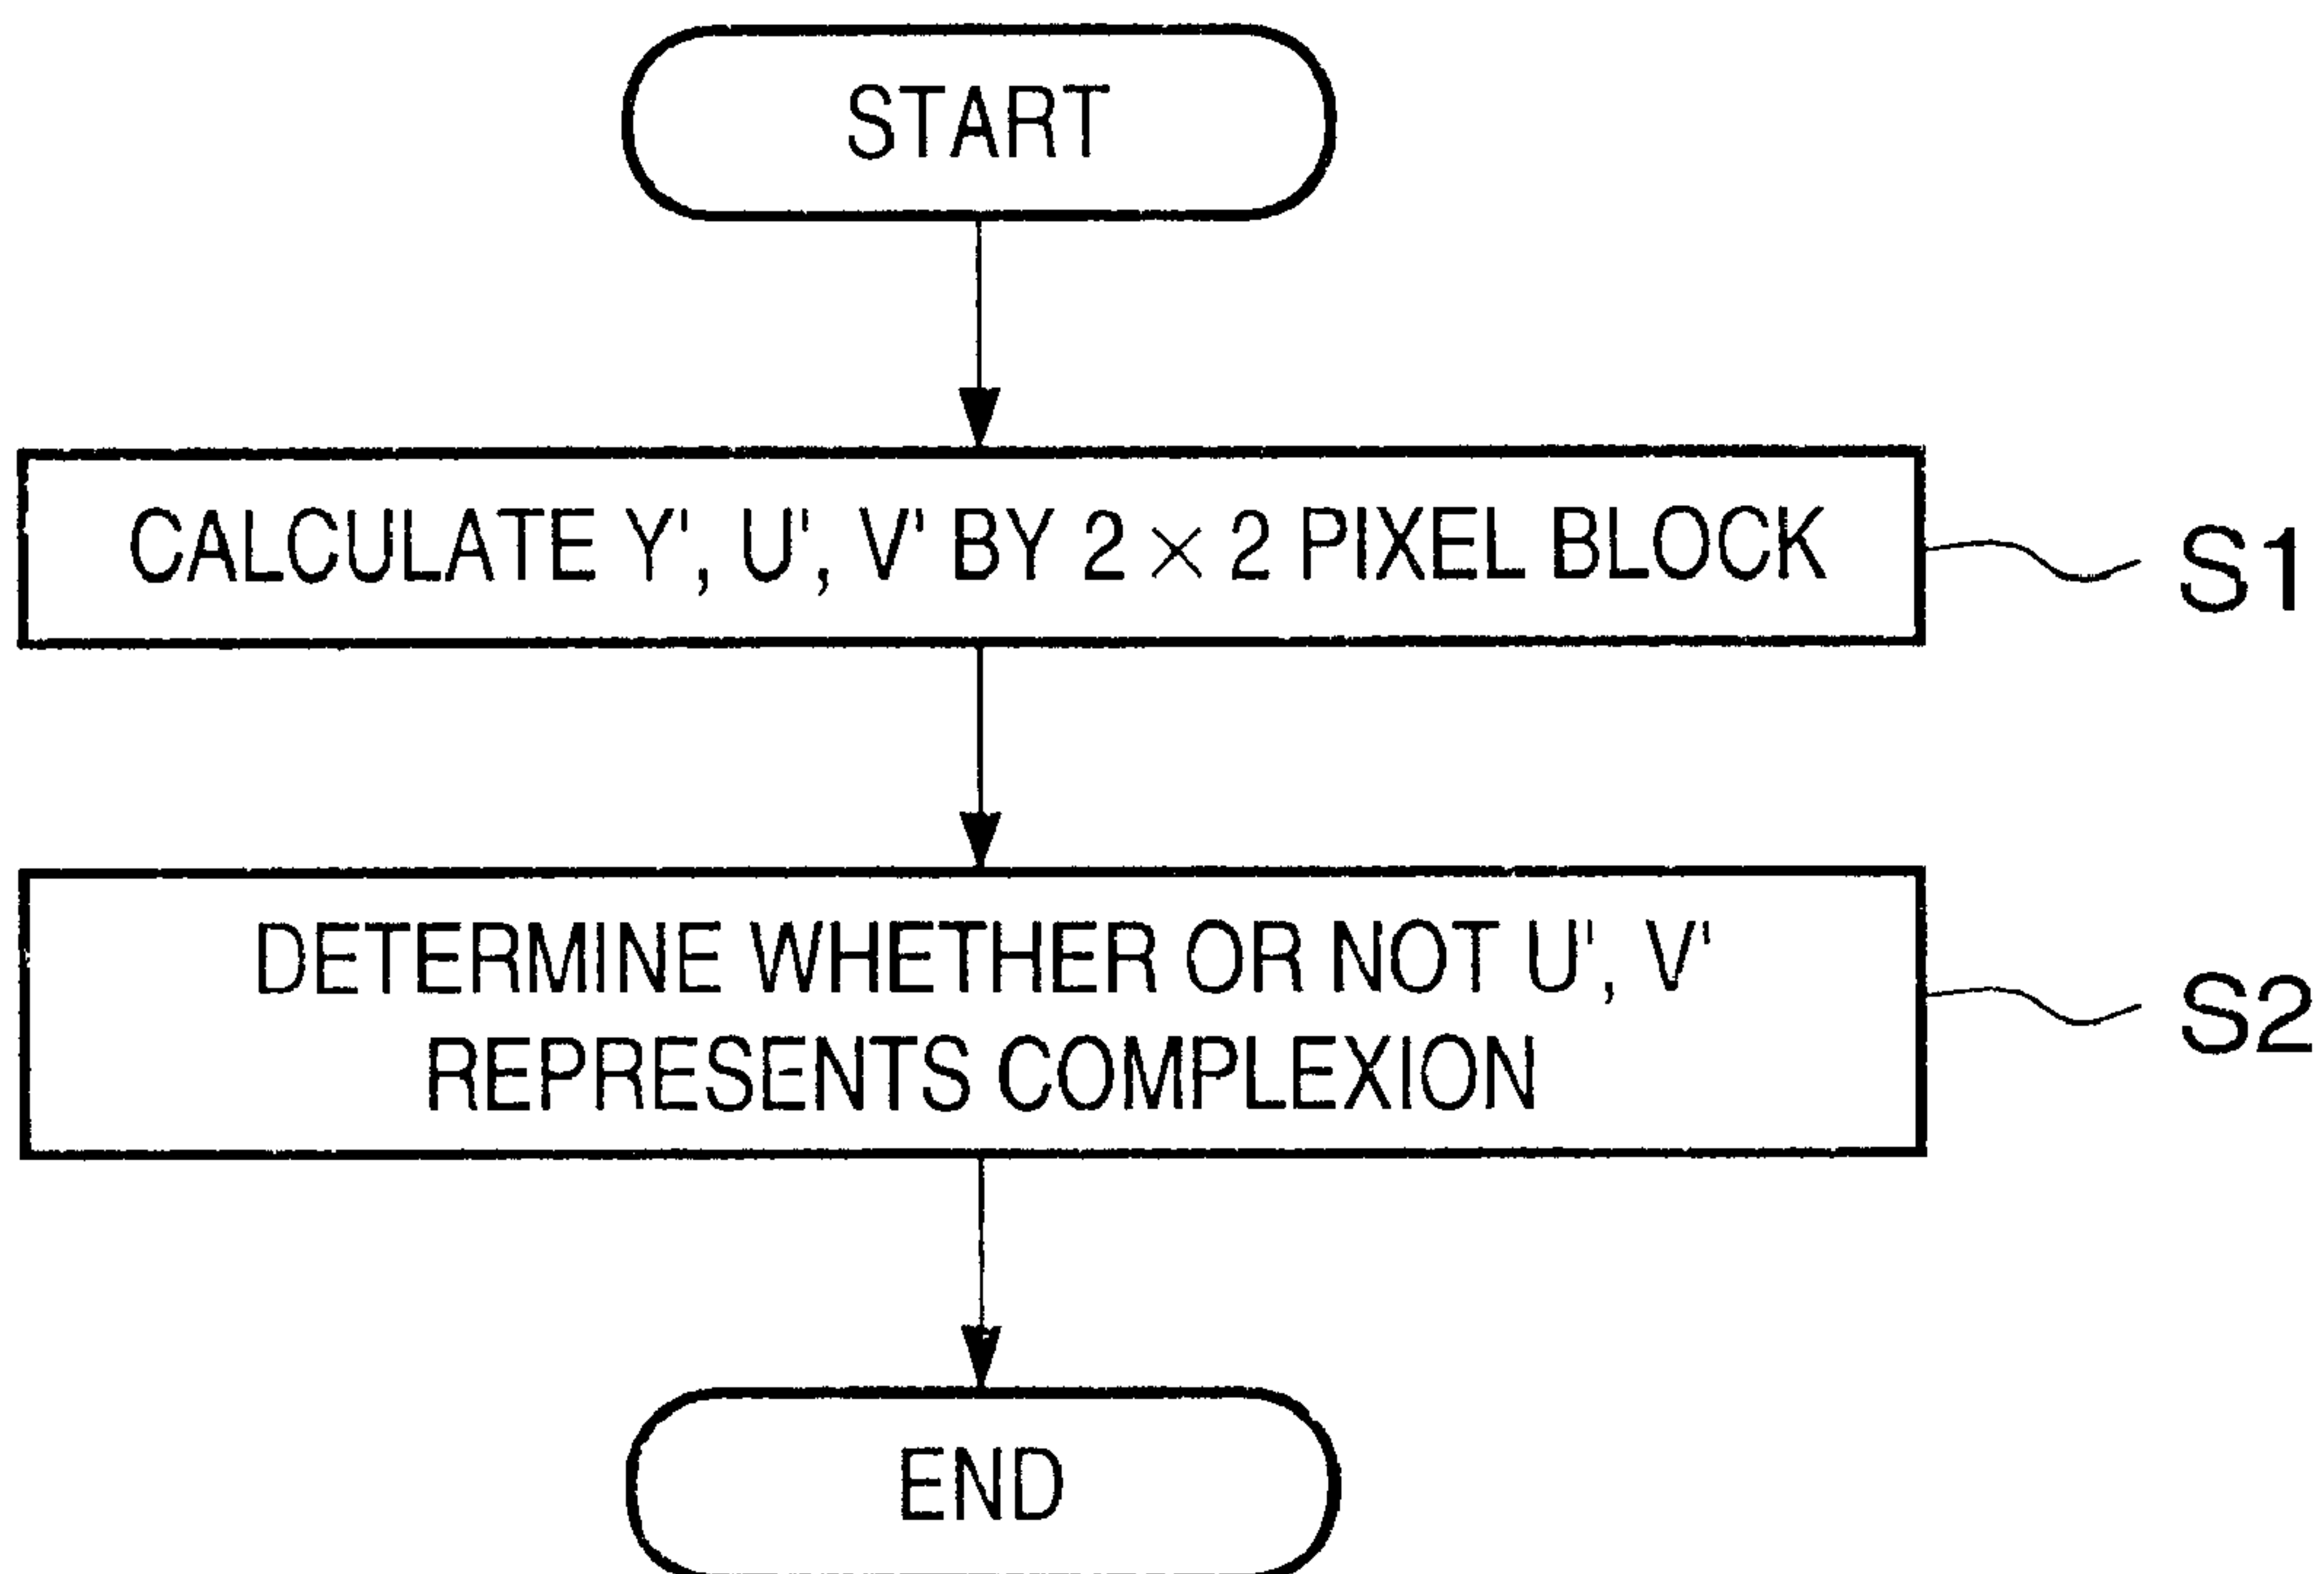 START
CALCULATE Y', U', V' BY 2 × 2 PIXEL BLOCK
S1
DETERMINE WHETHER OR NOT U', V'
REPRESENTS COMPLEXION
S2
END